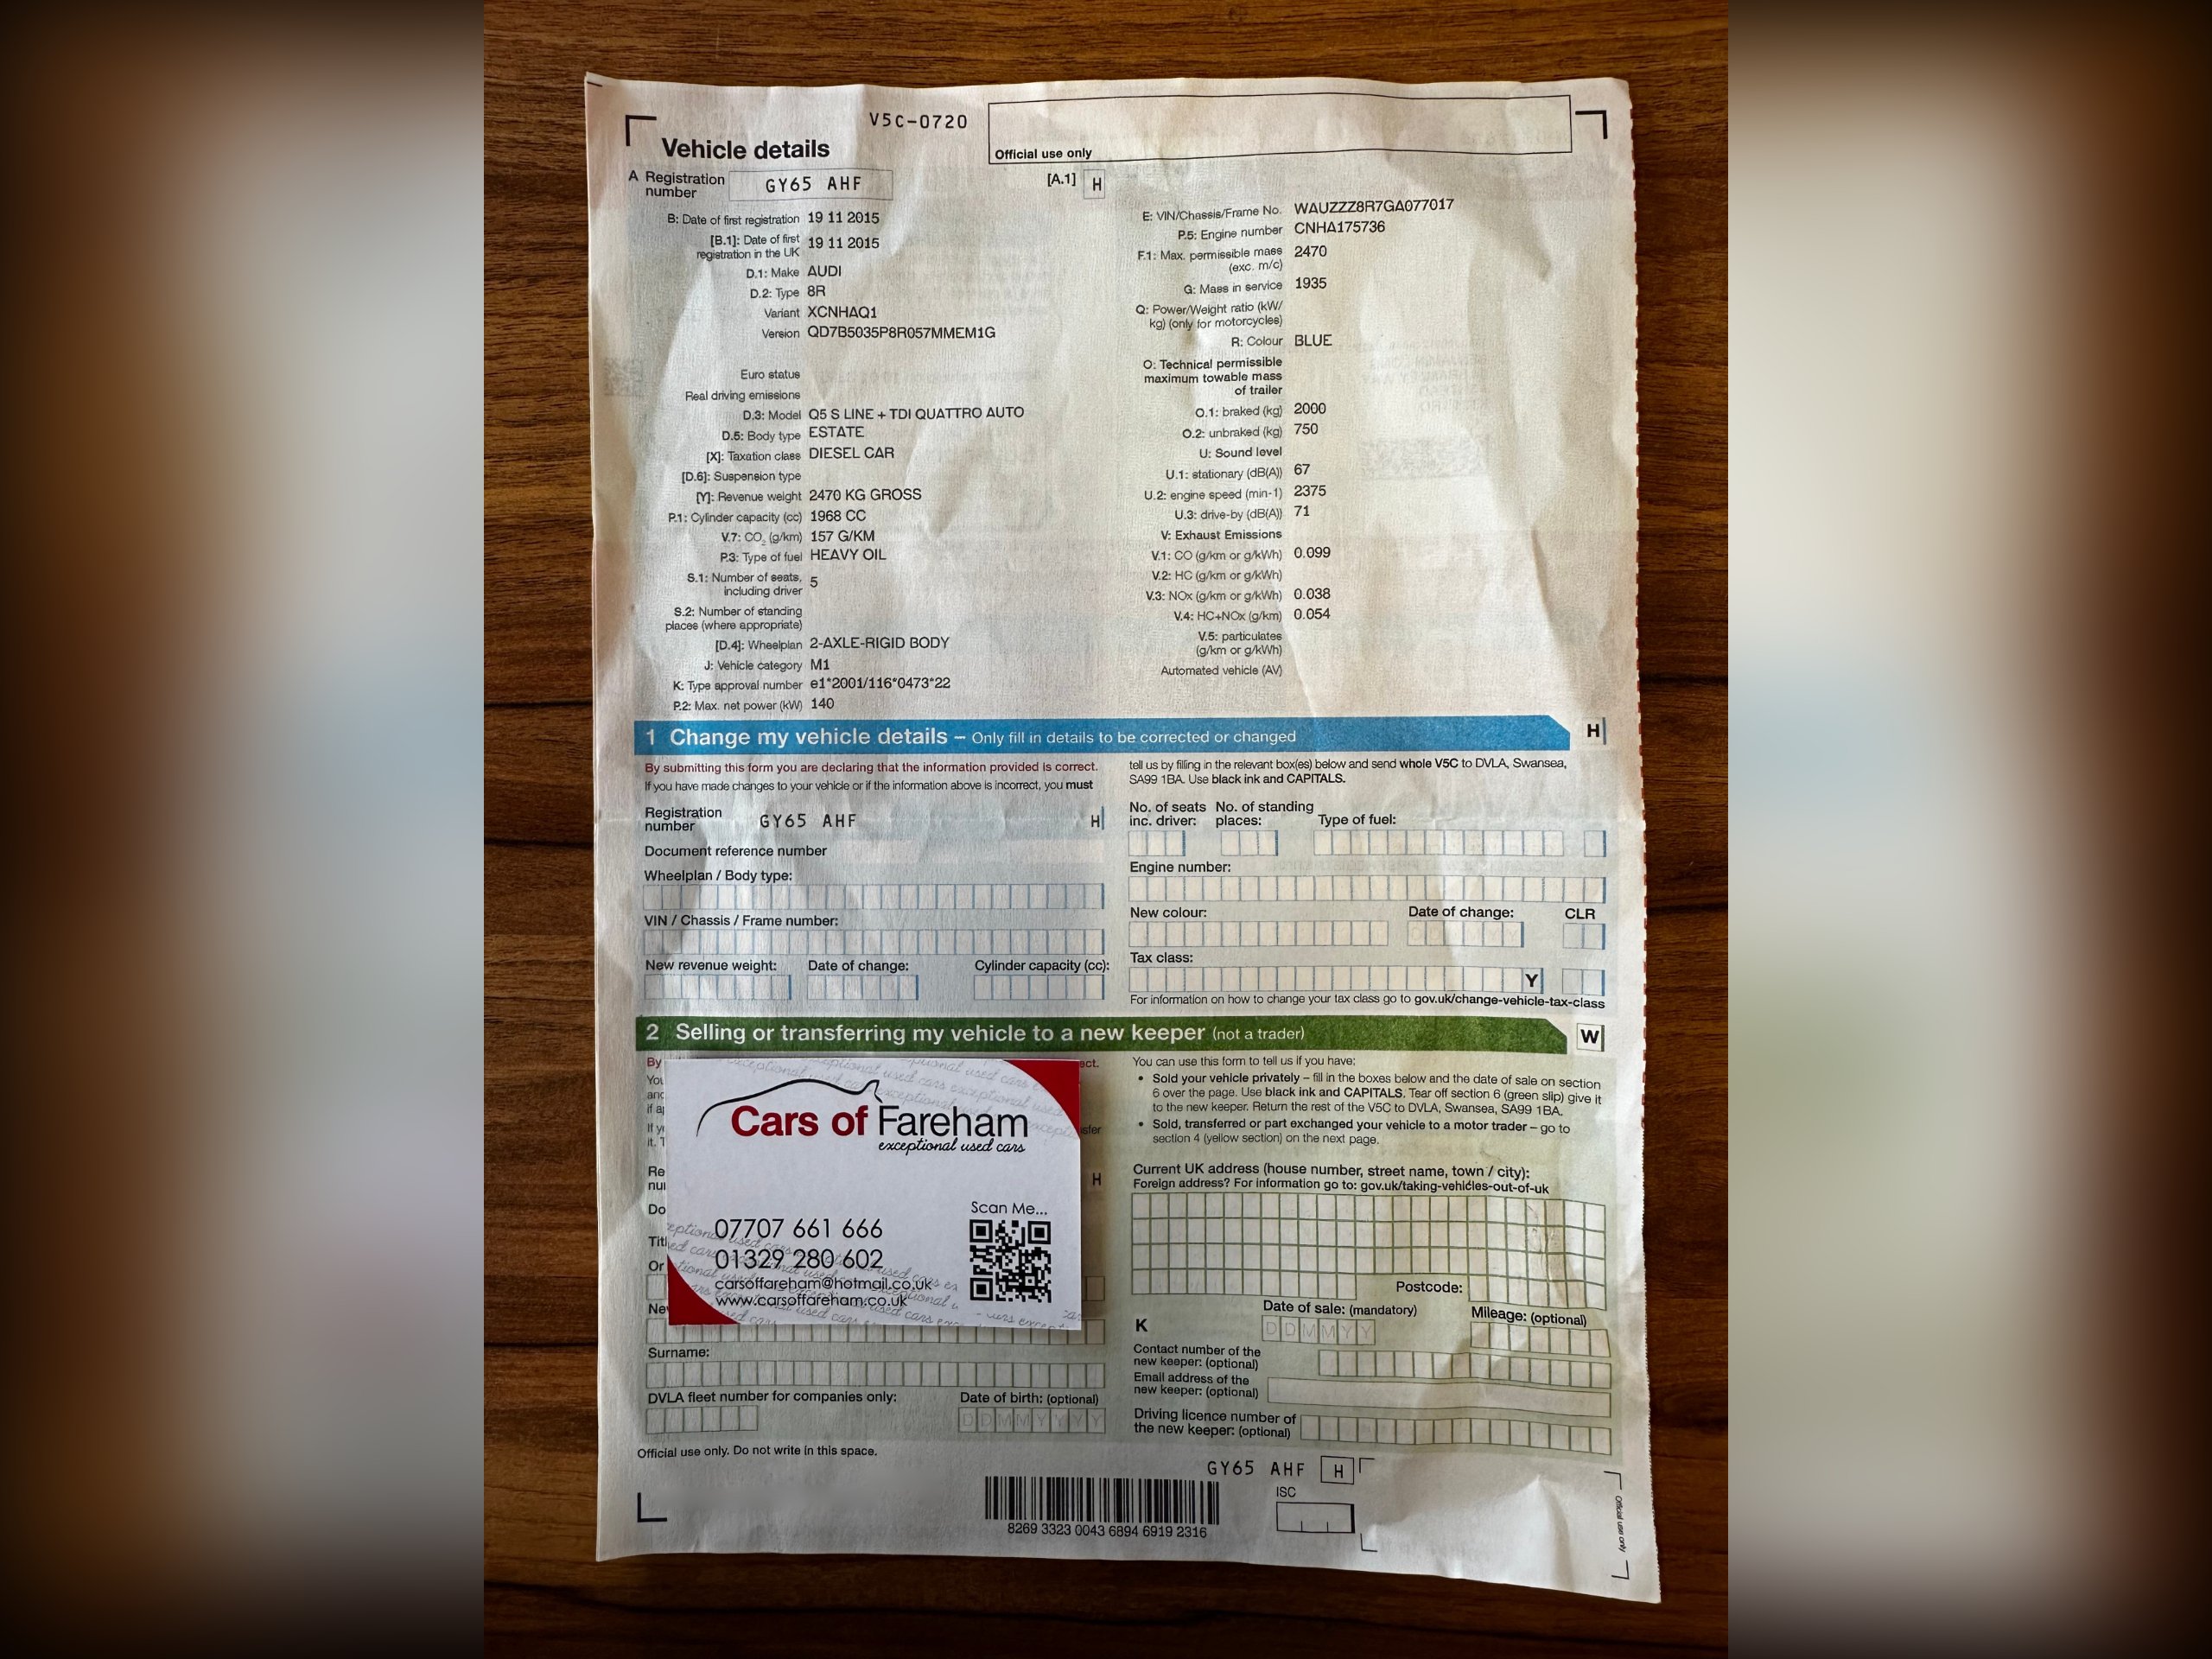 V5C-0720
Official use only
Vehicle details
A Registration number GY65 AHF
[A.1] H
B: Date of first registration 19 11 2015
[B.1]: Date of first registration in the UK 19 11 2015
D.1: Make AUDI
D.2: Type 8R
Variant XCNHAQ1
Version QD7B5035P8R057MMEM1G
Euro status
Real driving emissions
D.3: Model Q5 S LINE + TDI QUATTRO AUTO
D.5: Body type ESTATE
[X]: Taxation class DIESEL CAR
[D.6]: Suspension type
[Y]: Revenue weight 2470 KG GROSS
P.1: Cylinder capacity (cc) 1968 CC
V.7: CO2 (g/km) 157 G/KM
P.3: Type of fuel HEAVY OIL
S.1: Number of seats, including driver 5
S.2: Number of standing places (where appropriate)
[D.4]: Wheelplan 2-AXLE-RIGID BODY
J: Vehicle category M1
K: Type approval number e1*2001/116*0473*22
P.2: Max. net power (kW) 140
E: VIN/Chassis/Frame No. WAUZZZ8R7GA077017
P.5: Engine number CNHA175736
F.1: Max. permissible mass (exc. m/c) 2470
G: Mass in service 1935
Q: Power/Weight ratio (kW/kg) (only for motorcycles)
R: Colour BLUE
O: Technical permissible maximum towable mass of trailer
O.1: braked (kg) 2000
O.2: unbraked (kg) 750
U: Sound level
U.1: stationary (dB(A)) 67
U.2: engine speed (min-1) 2375
U.3: drive-by (dB(A)) 71
V: Exhaust Emissions
V.1: CO (g/km or g/kWh) 0.099
V.2: HC (g/km or g/kWh)
V.3: NOx (g/km or g/kWh) 0.038
V.4: HC+NOx (g/km) 0.054
V.5: particulates (g/km or g/kWh)
Automated vehicle (AV)
1 Change my vehicle details – Only fill in details to be corrected or changed
H
By submitting this form you are declaring that the information provided is correct.
If you have made changes to your vehicle or if the information above is incorrect, you must
tell us by filling in the relevant box(es) below and send whole V5C to DVLA, Swansea,
SA99 1BA. Use black ink and CAPITALS.
Registration number GY65 AHF H
Document reference number
Wheelplan / Body type:
VIN / Chassis / Frame number:
New revenue weight: Date of change: Cylinder capacity (cc):
No. of seats inc. driver: No. of standing places: Type of fuel:
Engine number:
New colour: Date of change: CLR
Tax class:
Y
For information on how to change your tax class go to gov.uk/change-vehicle-tax-class
2 Selling or transferring my vehicle to a new keeper (not a trader)
W
By
Cars of Fareham
exceptional used cars
Scan Me...
07707 661 666
01329 280 602
carsoffareham@hotmail.co.uk
www.carsoffareham.co.uk
H
Surname:
DVLA fleet number for companies only: Date of birth: (optional)
D D M M Y Y Y Y
You can use this form to tell us if you have:
• Sold your vehicle privately – fill in the boxes below and the date of sale on section
6 over the page. Use black ink and CAPITALS. Tear off section 6 (green slip) give it
to the new keeper. Return the rest of the V5C to DVLA, Swansea, SA99 1BA.
• Sold, transferred or part exchanged your vehicle to a motor trader – go to
section 4 (yellow section) on the next page.
Current UK address (house number, street name, town / city):
Foreign address? For information go to: gov.uk/taking-vehicles-out-of-uk
Postcode:
Date of sale: (mandatory) Mileage: (optional)
K
D D M M Y Y
Contact number of the new keeper: (optional)
Email address of the new keeper: (optional)
Driving licence number of the new keeper: (optional)
Official use only. Do not write in this space.
GY65 AHF H
ISC
8269 3323 0043 6894 6919 2316
Official use only